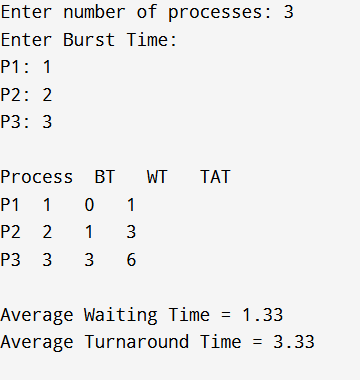 Enter number of processes: 3
Enter Burst Time:
P1: 1
P2: 2
P3: 3

Process  BT   WT   TAT
P1  1   0   1
P2  2   1   3
P3  3   3   6

Average Waiting Time = 1.33
Average Turnaround Time = 3.33